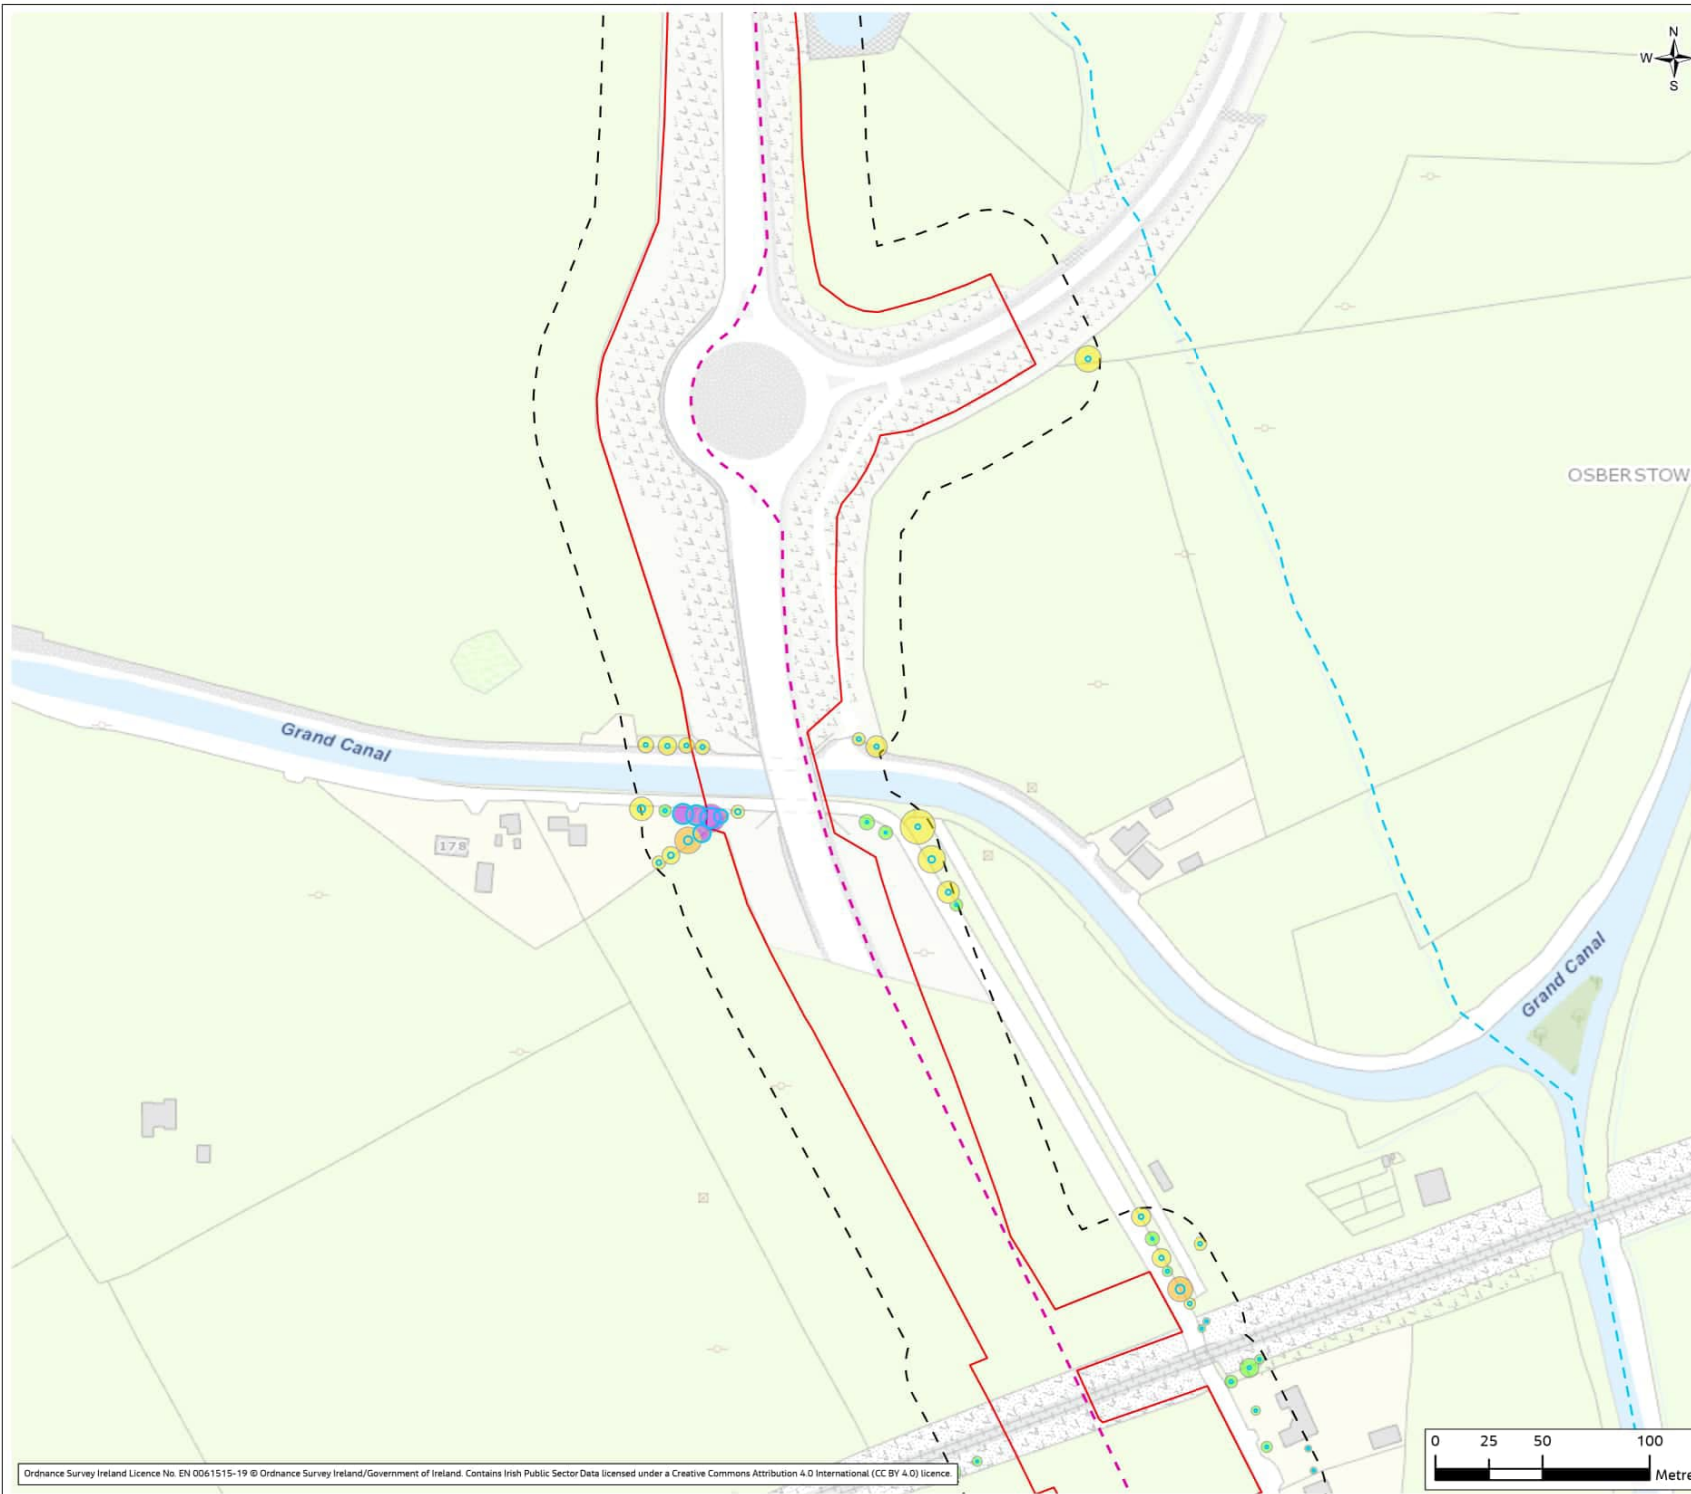 N
W
S
OSBERSTOW
Grand Canal
178
Grand Canal
0 25 50 100
Metre
Ordnance Survey Ireland Licence No. EN 0061515-19 © Ordnance Survey Ireland/Government of Ireland. Contains Irish Public Sector Data licensed under a Creative Commons Attribution 4.0 International (CC BY 4.0) licence.